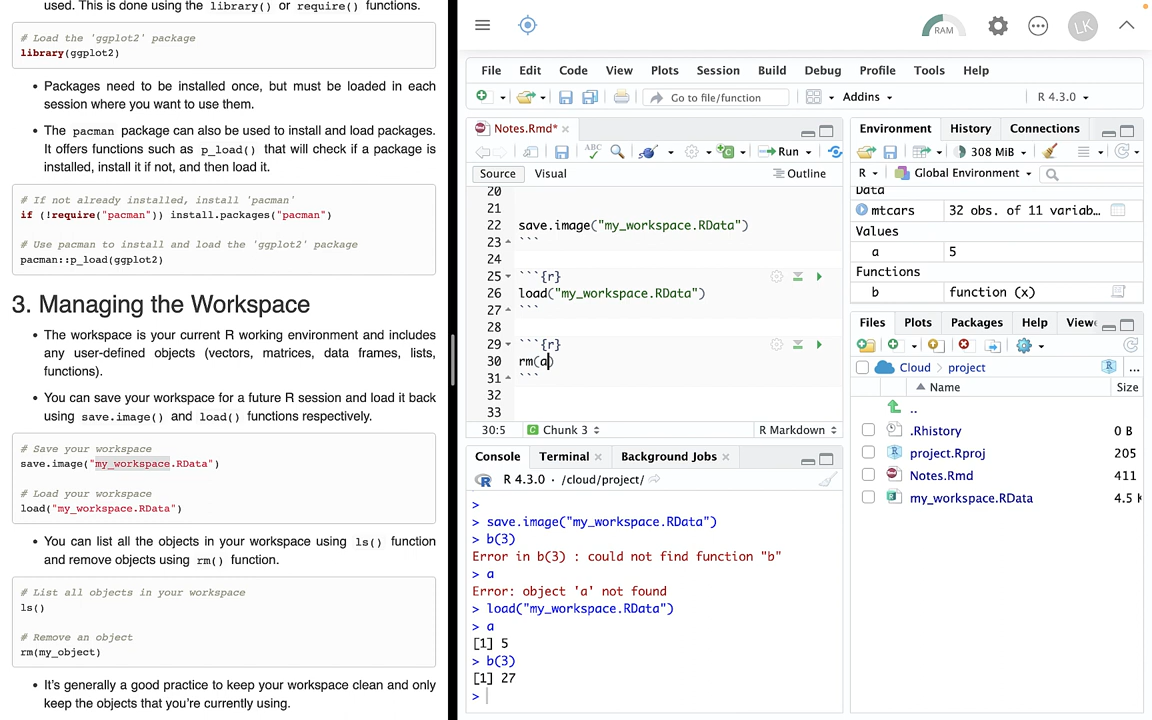 used. This is done using the library() or require() functions.
# Load the 'ggplot2' package
library(ggplot2)
• Packages need to be installed once, but must be loaded in each
session where you want to use them.
• The pacman package can also be used to install and load packages.
It offers functions such as p_load() that will check if a package is
installed, install it if not, and then load it.
# If not already installed, install 'pacman'
if (!require("pacman")) install.packages("pacman")
# Use pacman to install and load the 'ggplot2' package
pacman::p_load(ggplot2)
3. Managing the Workspace
• The workspace is your current R working environment and includes
any user-defined objects (vectors, matrices, data frames, lists,
functions).
• You can save your workspace for a future R session and load it back
using save.image() and load() functions respectively.
# Save your workspace
save.image("my_workspace.RData")
# Load your workspace
load("my_workspace.RData")
• You can list all the objects in your workspace using ls() function
and remove objects using rm() function.
# List all objects in your workspace
ls()
# Remove an object
rm(my_object)
• It's generally a good practice to keep your workspace clean and only
keep the objects that you're currently using.
RAM
LK
File Edit Code View Plots Session Build Debug Profile Tools Help
Go to file/function
Addins
R 4.3.0
Notes.Rmd*
ABC
Run
Source Visual
Outline
20
21
22 save.image("my_workspace.RData")
23 ```
24
25 ```{r}
26 load("my_workspace.RData")
27 ```
28
29 ```{r}
30 rm(a)
31 ```
32
33
30:5 C Chunk 3 R Markdown
Console Terminal Background Jobs
R 4.3.0 · /cloud/project/
>
> save.image("my_workspace.RData")
> b(3)
Error in b(3) : could not find function "b"
> a
Error: object 'a' not found
> load("my_workspace.RData")
> a
[1] 5
> b(3)
[1] 27
>
Environment History Connections
308 MiB
R Global Environment
Data
mtcars 32 obs. of 11 variab…
Values
a 5
Functions
b function (x)
Files Plots Packages Help View
Cloud > project R ...
Name Size
..
.Rhistory 0 B
project.Rproj 205
Notes.Rmd 411
my_workspace.RData 4.5 K